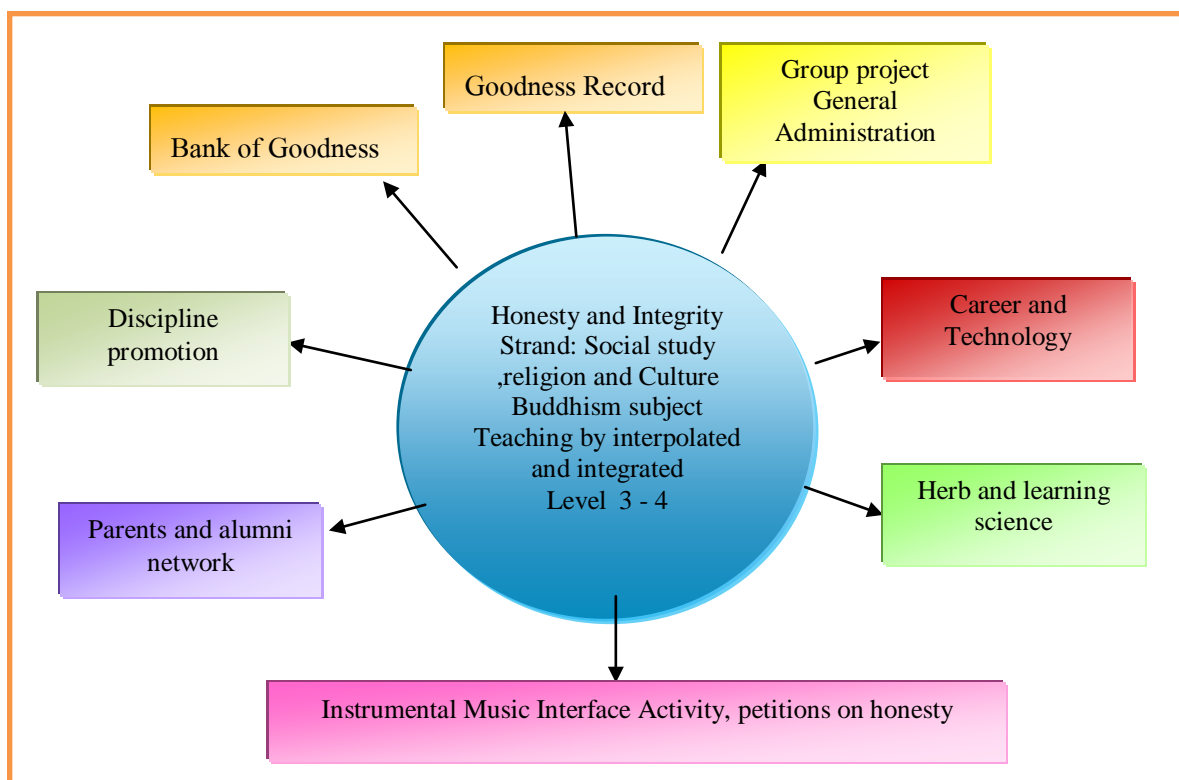 Goodness Record
Group project
General
Administration
Bank of Goodness
Honesty and Integrity
Strand: Social study
,religion and Culture
Buddhism subject
Teaching by interpolated
and integrated
Level 3 - 4
Discipline
promotion
Career and
Technology
Parents and alumni
network
Herb and learning
science
Instrumental Music Interface Activity, petitions on honesty